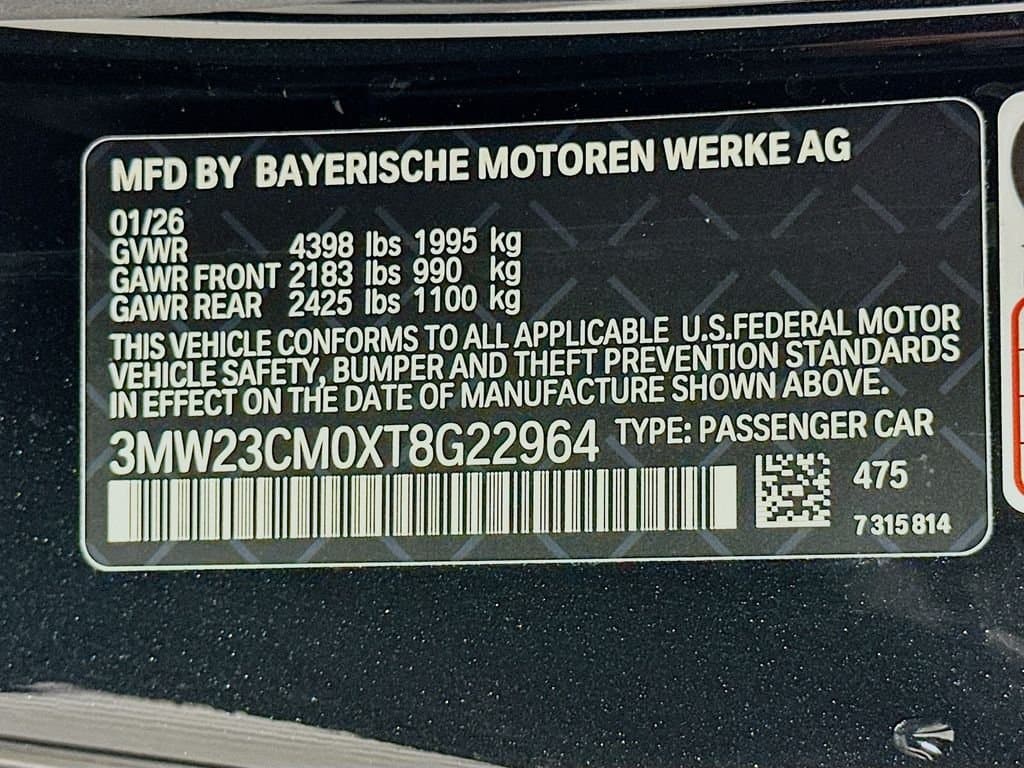 MFD BY BAYERISCHE MOTOREN WERKE AG
01/26
GVWR 4398 lbs 1995 kg
GAWR FRONT 2183 lbs 990 kg
GAWR REAR 2425 lbs 1100 kg
THIS VEHICLE CONFORMS TO ALL APPLICABLE U.S.FEDERAL MOTOR
VEHICLE SAFETY, BUMPER AND THEFT PREVENTION STANDARDS
IN EFFECT ON THE DATE OF MANUFACTURE SHOWN ABOVE.
3MW23CM0XT8G22964 TYPE: PASSENGER CAR
475
7315814